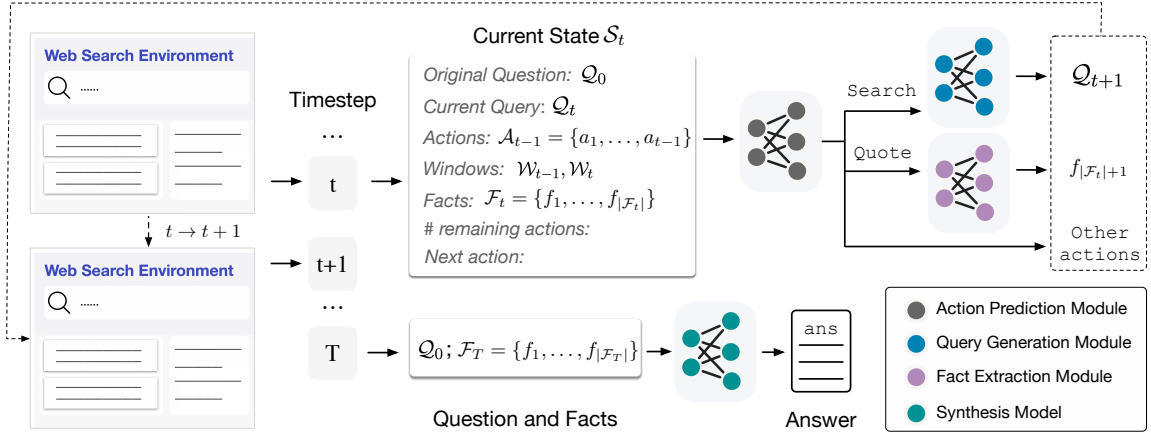 Web Search Environment
......
t → t + 1
Web Search Environment
......
Timestep
...
t
t+1
...
T
Current State 𝒮_t
Original Question: 𝒬_0
Current Query: 𝒬_t
Actions: 𝒜_{t−1} = {a_1, . . . , a_{t−1}}
Windows: 𝒲_{t−1}, 𝒲_t
Facts: ℱ_t = {f_1, . . . , f_{|ℱ_t|}}
# remaining actions:
Next action:
Search
Quote
𝒬_{t+1}
f_{|ℱ_t|+1}
Other
actions
𝒬_0; ℱ_T = {f_1, . . . , f_{|ℱ_T|}}
ans
Question and Facts
Answer
Action Prediction Module
Query Generation Module
Fact Extraction Module
Synthesis Model